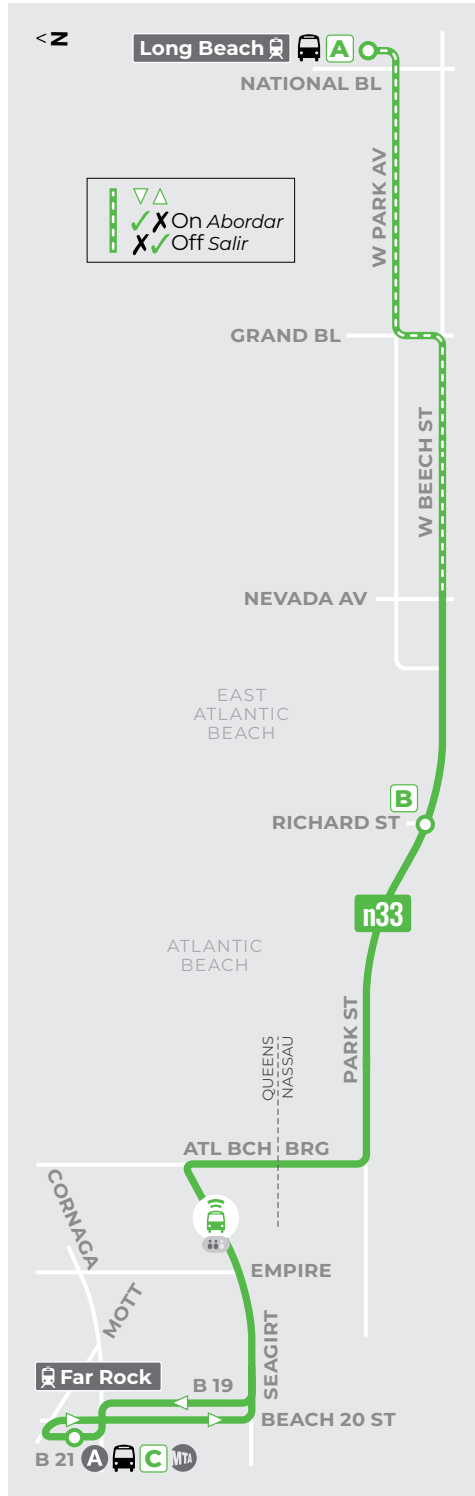 < N
Long Beach A
NATIONAL BL
W PARK AV
On Abordar
Off Salir
GRAND BL
W BEECH ST
NEVADA AV
EAST
ATLANTIC
BEACH
B
RICHARD ST
n33
ATLANTIC
BEACH
PARK ST
QUEENS
NASSAU
ATL BCH BRG
CORNAGA
MOTT
EMPIRE
SEAGIRT
Far Rock
B 19
BEACH 20 ST
B 21 A C MTA